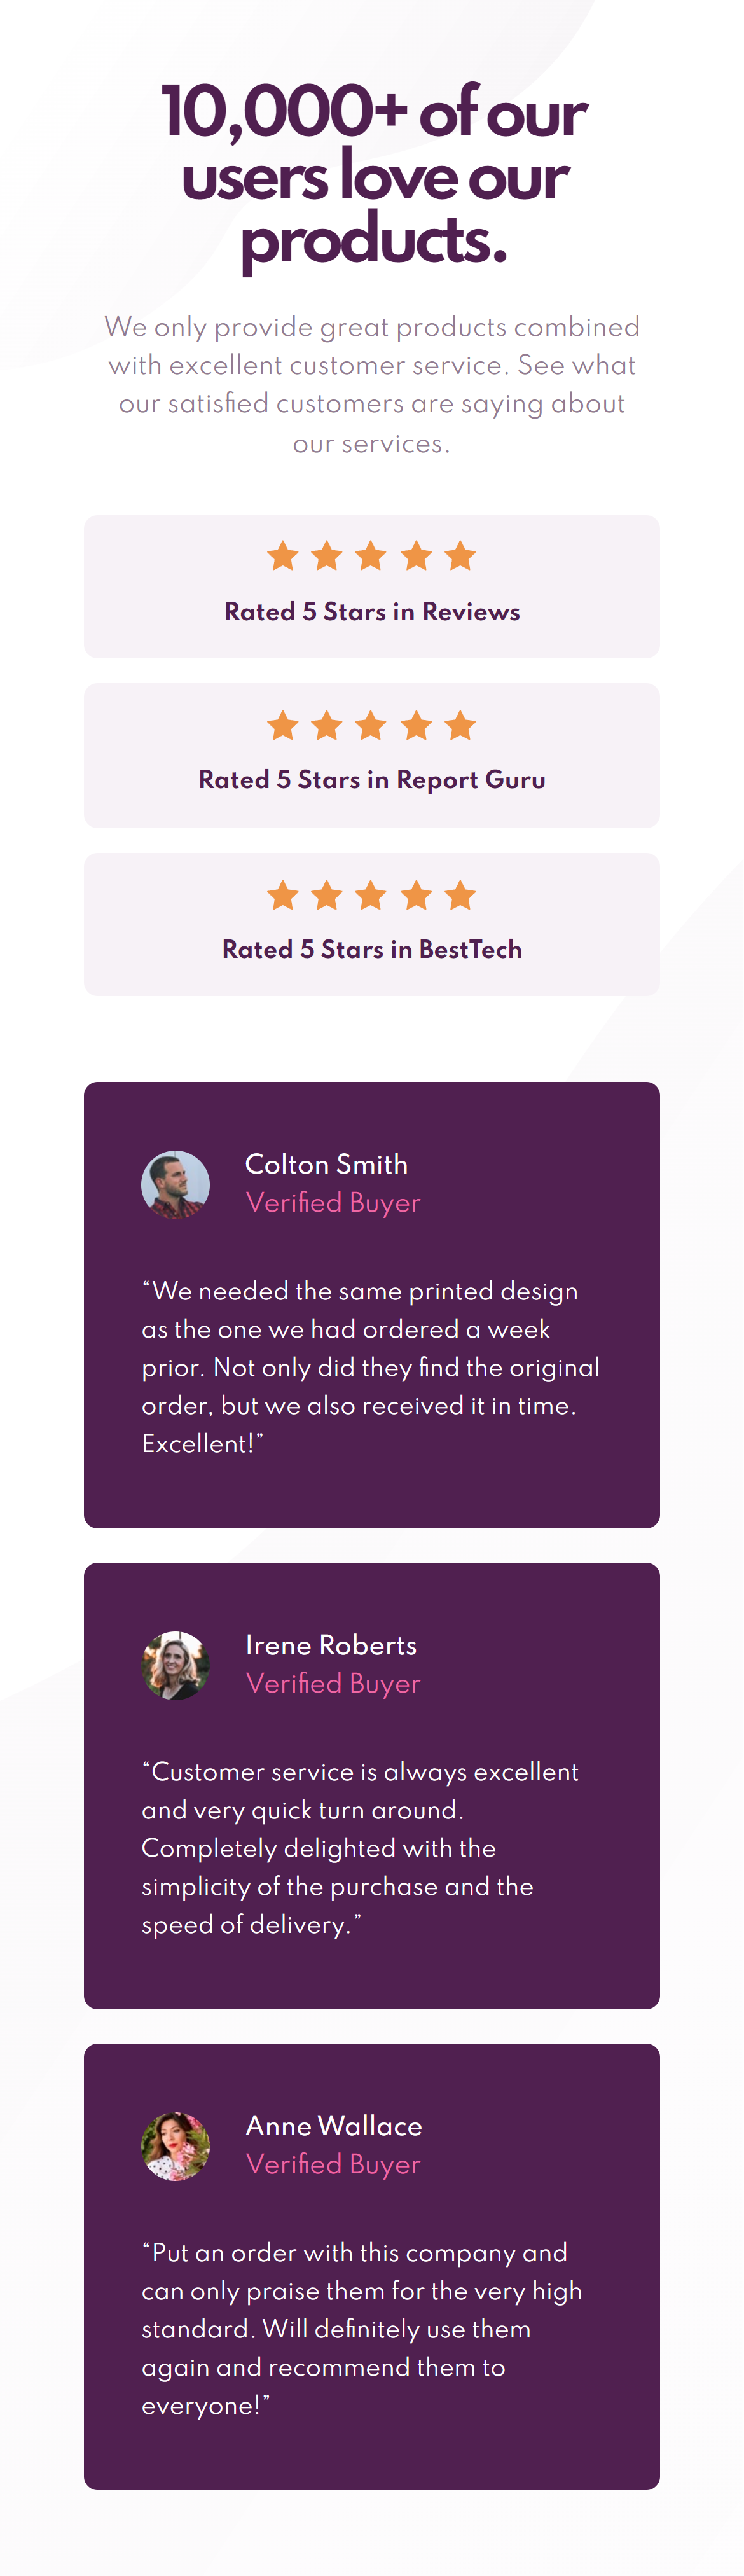 10,000+ of our
users love our
products.
We only provide great products combined
with excellent customer service. See what
our satisfied customers are saying about
our services.
Rated 5 Stars in Reviews
Rated 5 Stars in Report Guru
Rated 5 Stars in BestTech
Colton Smith
Verified Buyer
“We needed the same printed design
as the one we had ordered a week
prior. Not only did they find the original
order, but we also received it in time.
Excellent!”
Irene Roberts
Verified Buyer
“Customer service is always excellent
and very quick turn around.
Completely delighted with the
simplicity of the purchase and the
speed of delivery.”
Anne Wallace
Verified Buyer
“Put an order with this company and
can only praise them for the very high
standard. Will definitely use them
again and recommend them to
everyone!”